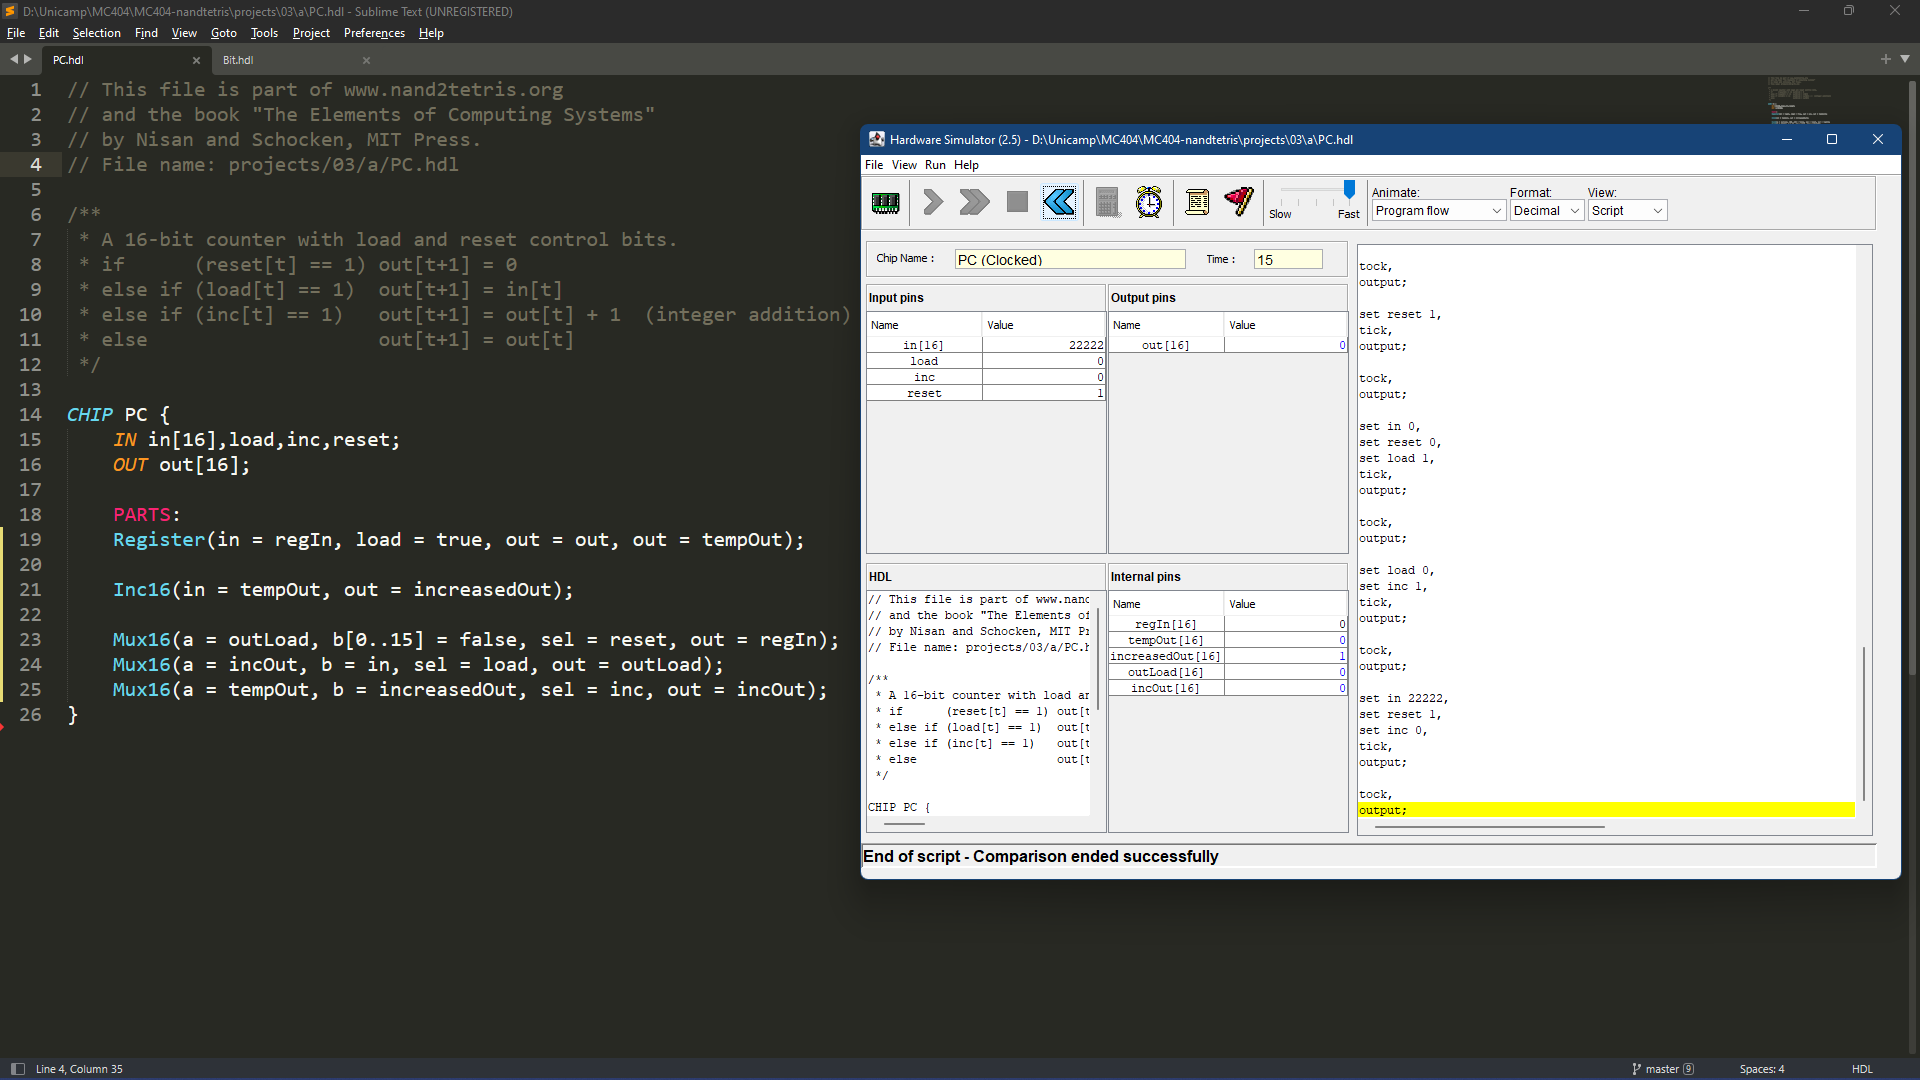 D:\Unicamp\MC404\MC404-nandtetris\projects\03\a\PC.hdl - Sublime Text (UNREGISTERED)
File Edit Selection Find View Goto Tools Project Preferences Help
PC.hdl
Bit.hdl
1 // This file is part of www.nand2tetris.org
2 // and the book "The Elements of Computing Systems"
3 // by Nisan and Schocken, MIT Press.
4 // File name: projects/03/a/PC.hdl
5
6 /**
7 * A 16-bit counter with load and reset control bits.
8 * if (reset[t] == 1) out[t+1] = 0
9 * else if (load[t] == 1) out[t+1] = in[t]
10 * else if (inc[t] == 1) out[t+1] = out[t] + 1 (integer addition)
11 * else out[t+1] = out[t]
12 */
13
14 CHIP PC {
15 IN in[16],load,inc,reset;
16 OUT out[16];
17
18 PARTS:
19 Register(in = regIn, load = true, out = out, out = tempOut);
20
21 Inc16(in = tempOut, out = increasedOut);
22
23 Mux16(a = outLoad, b[0..15] = false, sel = reset, out = regIn);
24 Mux16(a = incOut, b = in, sel = load, out = outLoad);
25 Mux16(a = tempOut, b = increasedOut, sel = inc, out = incOut);
26 }
Hardware Simulator (2.5) - D:\Unicamp\MC404\MC404-nandtetris\projects\03\a\PC.hdl
File View Run Help
Slow Fast
Animate:
Program flow
Format:
Decimal
View:
Script
Chip Name : PC (Clocked) Time : 15
Input pins
Name Value
in[16] 22222
load 0
inc 0
reset 1
Output pins
Name Value
out[16] 0
HDL
// This file is part of www.nand
// and the book "The Elements of
// by Nisan and Schocken, MIT Pr
// File name: projects/03/a/PC.h
/**
* A 16-bit counter with load an
* if (reset[t] == 1) out[t
* else if (load[t] == 1) out[t
* else if (inc[t] == 1) out[t
* else out[t
*/
CHIP PC {
Internal pins
Name Value
regIn[16] 0
tempOut[16] 0
increasedOut[16] 1
outLoad[16] 0
incOut[16] 0
tock,
output;
set reset 1,
tick,
output;
tock,
output;
set in 0,
set reset 0,
set load 1,
tick,
output;
tock,
output;
set load 0,
set inc 1,
tick,
output;
tock,
output;
set in 22222,
set reset 1,
set inc 0,
tick,
output;
tock,
output;
End of script - Comparison ended successfully
Line 4, Column 35
master 9
Spaces: 4
HDL